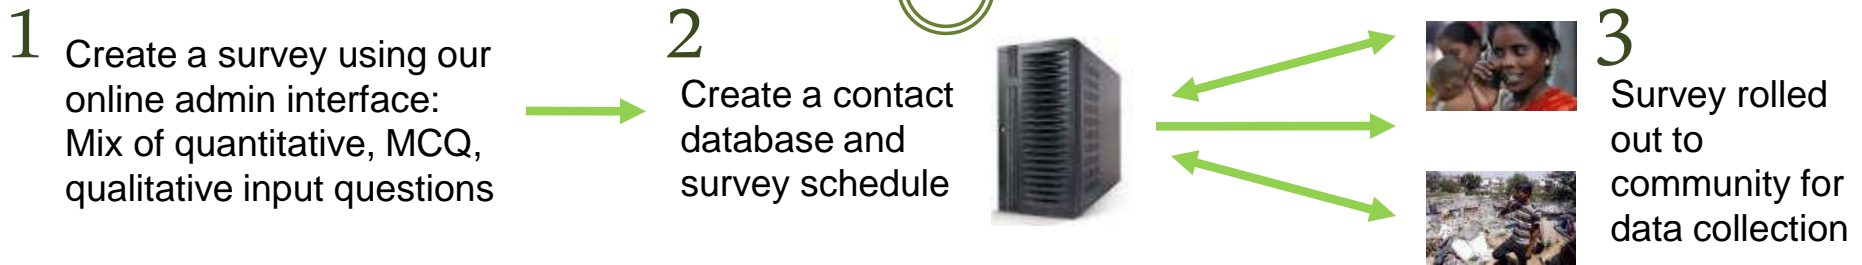 1
Create a survey using our
online admin interface:
Mix of quantitative, MCQ,
qualitative input questions
2
Create a contact
database and
survey schedule
3
Survey rolled
out to
community for
data collection